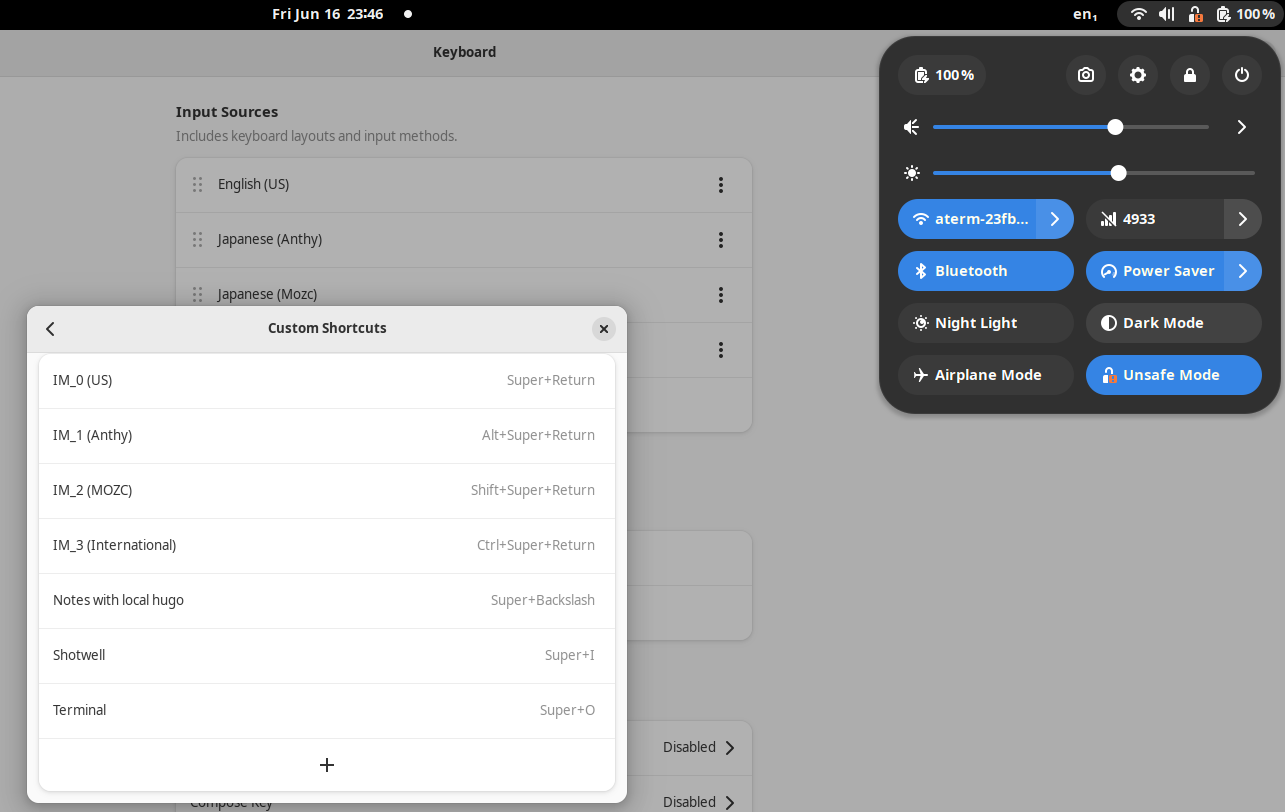 Fri Jun 16 23:46
en₁
100 %
Keyboard
Input Sources
Includes keyboard layouts and input methods.
English (US)
Japanese (Anthy)
Japanese (Mozc)
Custom Shortcuts
IM_0 (US) Super+Return
IM_1 (Anthy) Alt+Super+Return
IM_2 (MOZC) Shift+Super+Return
IM_3 (International) Ctrl+Super+Return
Notes with local hugo Super+Backslash
Shotwell Super+I
Terminal Super+O
Disabled
Compose Key Disabled
100 %
aterm-23fb… 4933
Bluetooth Power Saver
Night Light Dark Mode
Airplane Mode Unsafe Mode